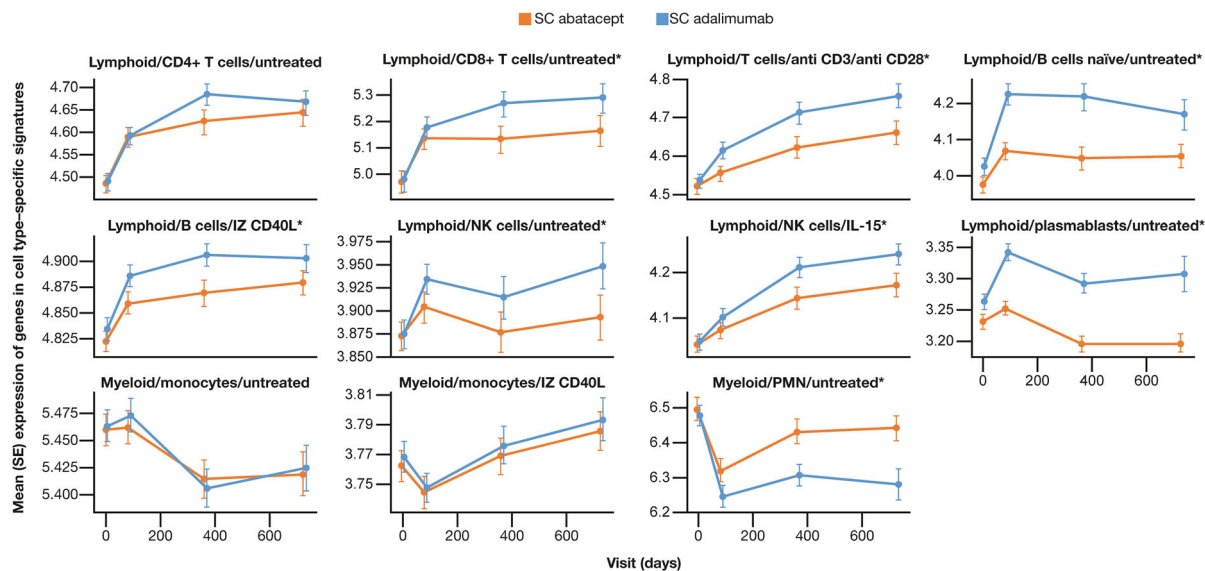 SC abatacept SC adalimumab
Mean (SE) expression of genes in cell type–specific signatures
Lymphoid/CD4+ T cells/untreated
4.70
4.65
4.60
4.55
4.50
Lymphoid/CD8+ T cells/untreated*
5.3
5.2
5.1
5.0
Lymphoid/T cells/anti CD3/anti CD28*
4.8
4.7
4.6
4.5
Lymphoid/B cells naïve/untreated*
4.2
4.1
4.0
Lymphoid/B cells/IZ CD40L*
4.900
4.875
4.850
4.825
Lymphoid/NK cells/untreated*
3.975
3.950
3.925
3.900
3.875
3.850
Lymphoid/NK cells/IL-15*
4.2
4.1
Lymphoid/plasmablasts/untreated*
3.35
3.30
3.25
3.20
0 200 400 600
Myeloid/monocytes/untreated
5.475
5.450
5.425
5.400
0 200 400 600
Myeloid/monocytes/IZ CD40L
3.81
3.79
3.77
3.75
0 200 400 600
Myeloid/PMN/untreated*
6.5
6.4
6.3
6.2
0 200 400 600
Visit (days)